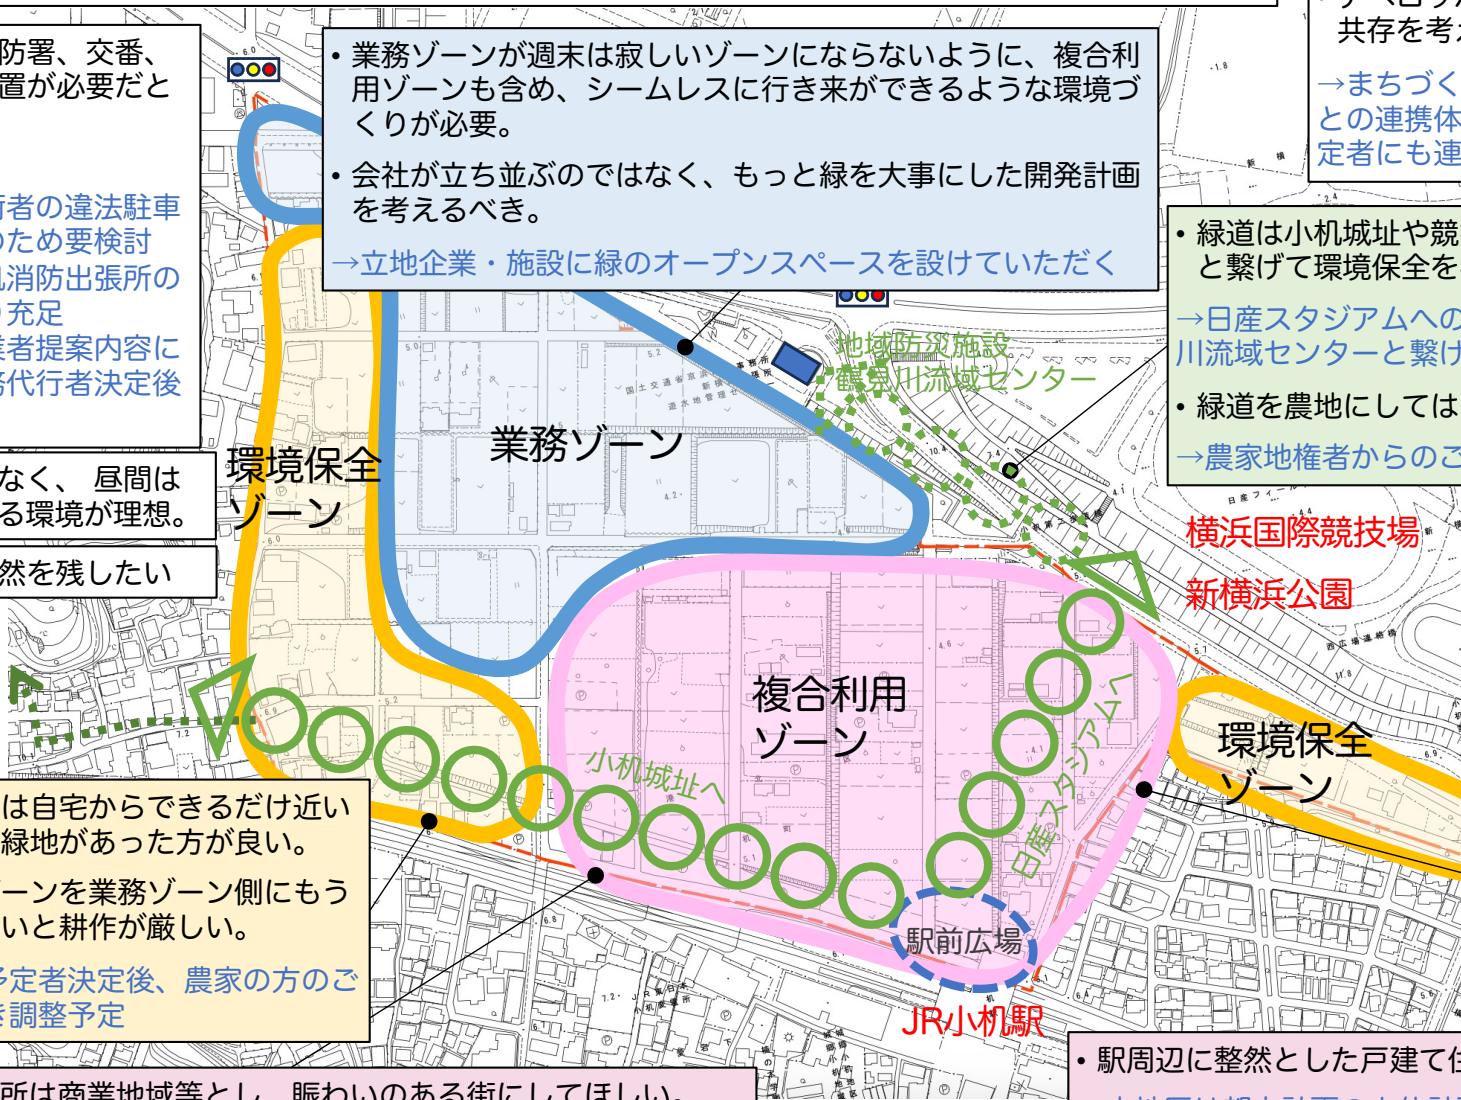 防署、交番、
置が必要だと
行者の違法駐車
のため要検討
机消防出張所の
り充足
業者提案内容に
務代行者決定後
なく、 昼間は
る環境が理想。
然を残したい
・業務ゾーンが週末は寂しいゾーンにならないように、複合利
用ゾーンも含め、シームレスに行き来ができるような環境づ
くりが必要。
・会社が立ち並ぶのではなく、もっと緑を大事にした開発計画
を考えるべき。
→立地企業・施設に緑のオープンスペースを設けていただく
共存を考え
→まちづく
との連携体
定者にも連
・緑道は小机城址や競
と繋げて環境保全を
→日産スタジアムへの
川流域センターと繋げ
・緑道を農地にしては
→農家地権者からのご
地域防災施設
鶴見川流域センター
環境保全
ゾーン
業務ゾーン
横浜国際競技場
新横浜公園
複合利用
ゾーン
環境保全
ゾーン
小机城址へ
日産スタジアムへ
駅前広場
JR小机駅
は自宅からできるだけ近い
緑地があった方が良い。
ーンを業務ゾーン側にもう
いと耕作が厳しい。
予定者決定後、農家の方のご
き調整予定
所は商業地域等とし、賑わいのある街にしてほしい。
・駅周辺に整然とした戸建て住